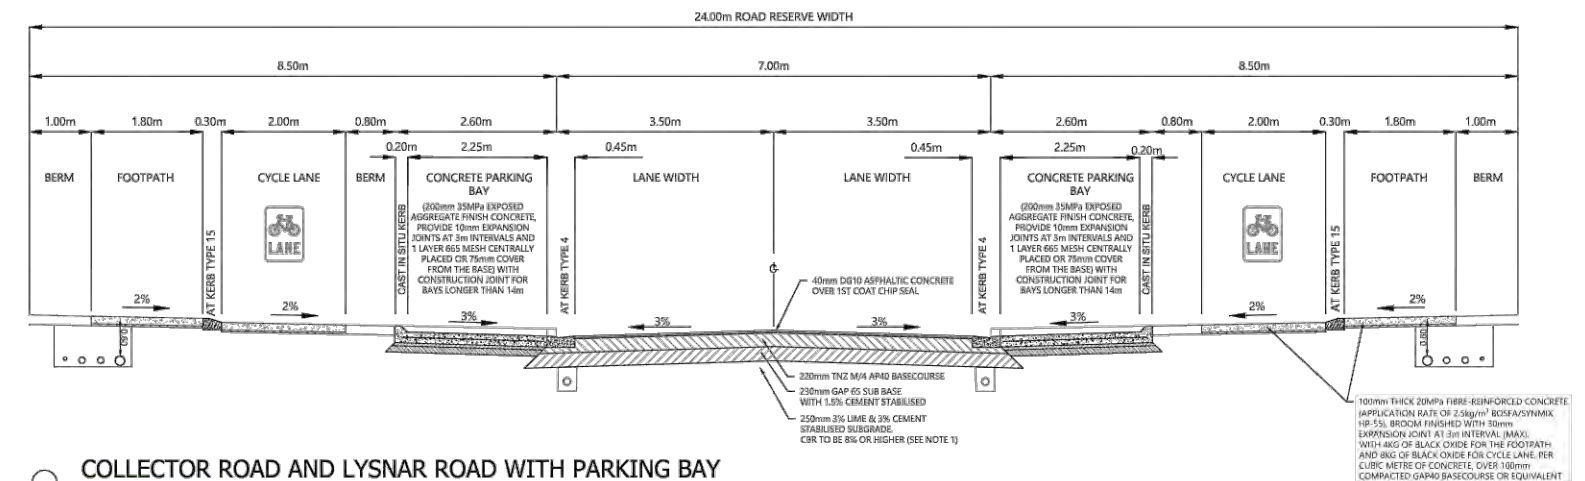 24.00m ROAD RESERVE WIDTH
8.50m 7.00m 8.50m
1.00m 1.80m 0.30m 2.00m 0.80m 2.60m 3.50m 3.50m 2.60m 0.80m 2.00m 0.30m 1.80m 1.00m
0.20m 2.25m 0.45m 0.45m 2.25m 0.20m
BERM FOOTPATH CYCLE LANE BERM CONCRETE PARKING LANE WIDTH LANE WIDTH CONCRETE PARKING CYCLE LANE FOOTPATH BERM
BAY BAY
(200mm 35MPa EXPOSED
AGGREGATE FINISH CONCRETE,
PROVIDE 10mm EXPANSION
JOINTS AT 3m INTERVALS AND
1 LAYER 665 MESH CENTRALLY
PLACED OR 75mm COVER
FROM THE BASE) WITH
CONSTRUCTION JOINT FOR
BAYS LONGER THAN 14m
(200mm 35MPa EXPOSED
AGGREGATE FINISH CONCRETE,
PROVIDE 10mm EXPANSION
JOINTS AT 3m INTERVALS AND
1 LAYER 665 MESH CENTRALLY
PLACED OR 75mm COVER
FROM THE BASE) WITH
CONSTRUCTION JOINT FOR
BAYS LONGER THAN 14m
LANE
LANE
AT KERB TYPE 15
CAST IN SITU KERB
AT KERB TYPE 4
AT KERB TYPE 4
CAST IN SITU KERB
AT KERB TYPE 15
40mm DG10 ASPHALTIC CONCRETE
OVER 1ST COAT CHIP SEAL
2% 2% 3% 3% 3% 3% 2% 2%
220mm TNZ M/4 AP40 BASECOURSE
230mm GAP 65 SUB BASE
WITH 1.5% CEMENT STABILISED
250mm 3% LIME & 3% CEMENT
STABILISED SUBGRADE.
CBR TO BE 8% OR HIGHER (SEE NOTE 1)
100mm THICK 20MPa FIBRE-REINFORCED CONCRETE
(APPLICATION RATE OF 2.5kg/m³ BOSFA/SYNMIX
HP-55), BROOM FINISHED WITH 30mm
EXPANSION JOINT AT 3m INTERVAL (MAX).
WITH 4KG OF BLACK OXIDE FOR THE FOOTPATH
AND 8KG OF BLACK OXIDE FOR CYCLE LANE, PER
CUBIC METRE OF CONCRETE, OVER 100mm
COMPACTED GAP40 BASECOURSE OR EQUIVALENT
COLLECTOR ROAD AND LYSNAR ROAD WITH PARKING BAY